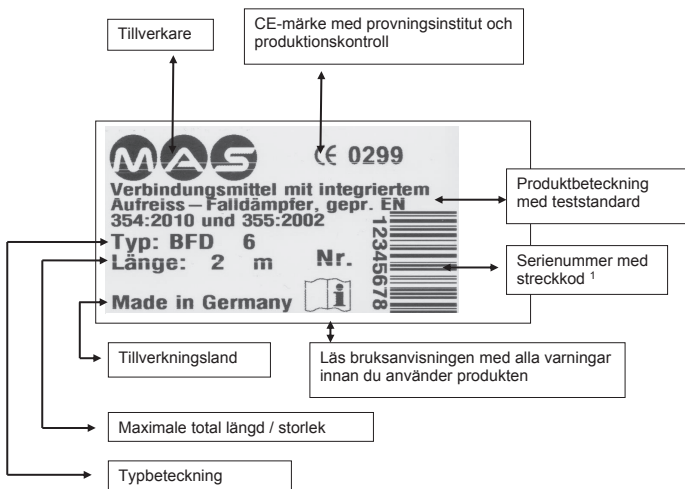 Tillverkare
CE-märke med provningsinstitut och
produktionskontroll
MAS
CE 0299
Verbindungsmittel mit integriertem
Aufreiss – Falldämpfer, gepr. EN
354:2010 und 355:2002
Typ: BFD 6
Länge: 2 m
Nr.
12345678
Made in Germany
i
Produktbeteckning
med teststandard
Serienummer med
streckkod 1
Tillverkningsland
Läs bruksanvisningen med alla varningar
innan du använder produkten
Maximale total längd / storlek
Typbeteckning